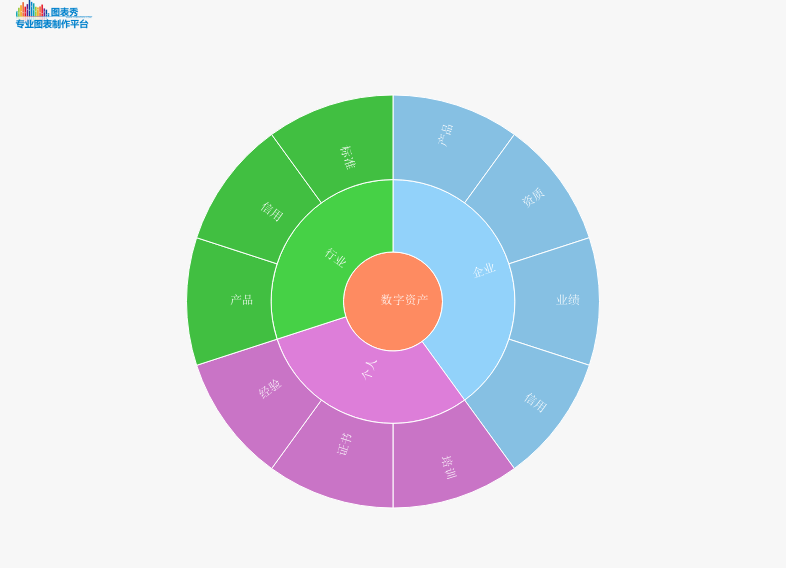 图表秀
专业图表制作平台
数字资产
企业
产品
资质
业绩
信用
个人
培训
证书
经验
行业
产品
信用
标准